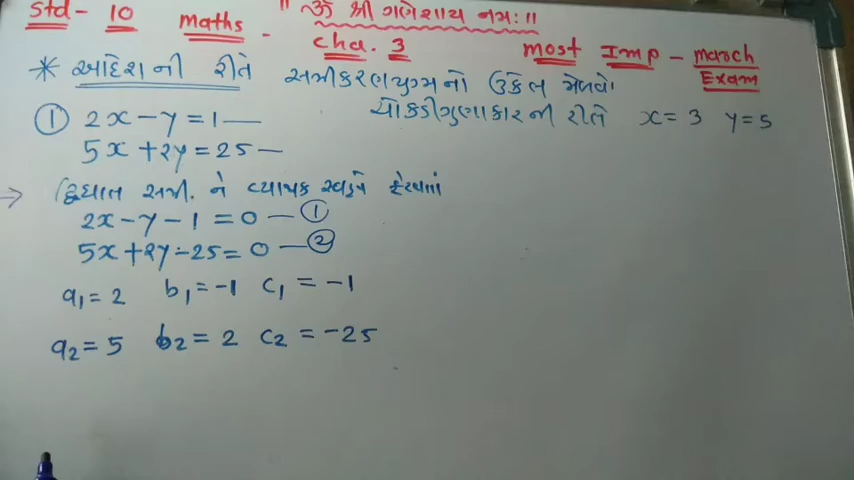 Std - 10 maths - "ૐ શ્રી ગણેશાય નમઃ"
cha. 3 most Imp - march Exam
* આદેશની રીતે સમીકરણયુગ્મનો ઉકેલ મેળવો
① 2x - y = 1 — ચોકડીગુણાકારની રીતે x = 3 y = 5
5x + 2y = 25 —
→ દ્વિઘાત સમી. ને વ્યાપક સ્વરૂપે ફેરવતાં
2x - y - 1 = 0 — ①
5x + 2y - 25 = 0 — ②
a₁ = 2 b₁ = -1 c₁ = -1
a₂ = 5 b₂ = 2 c₂ = -25